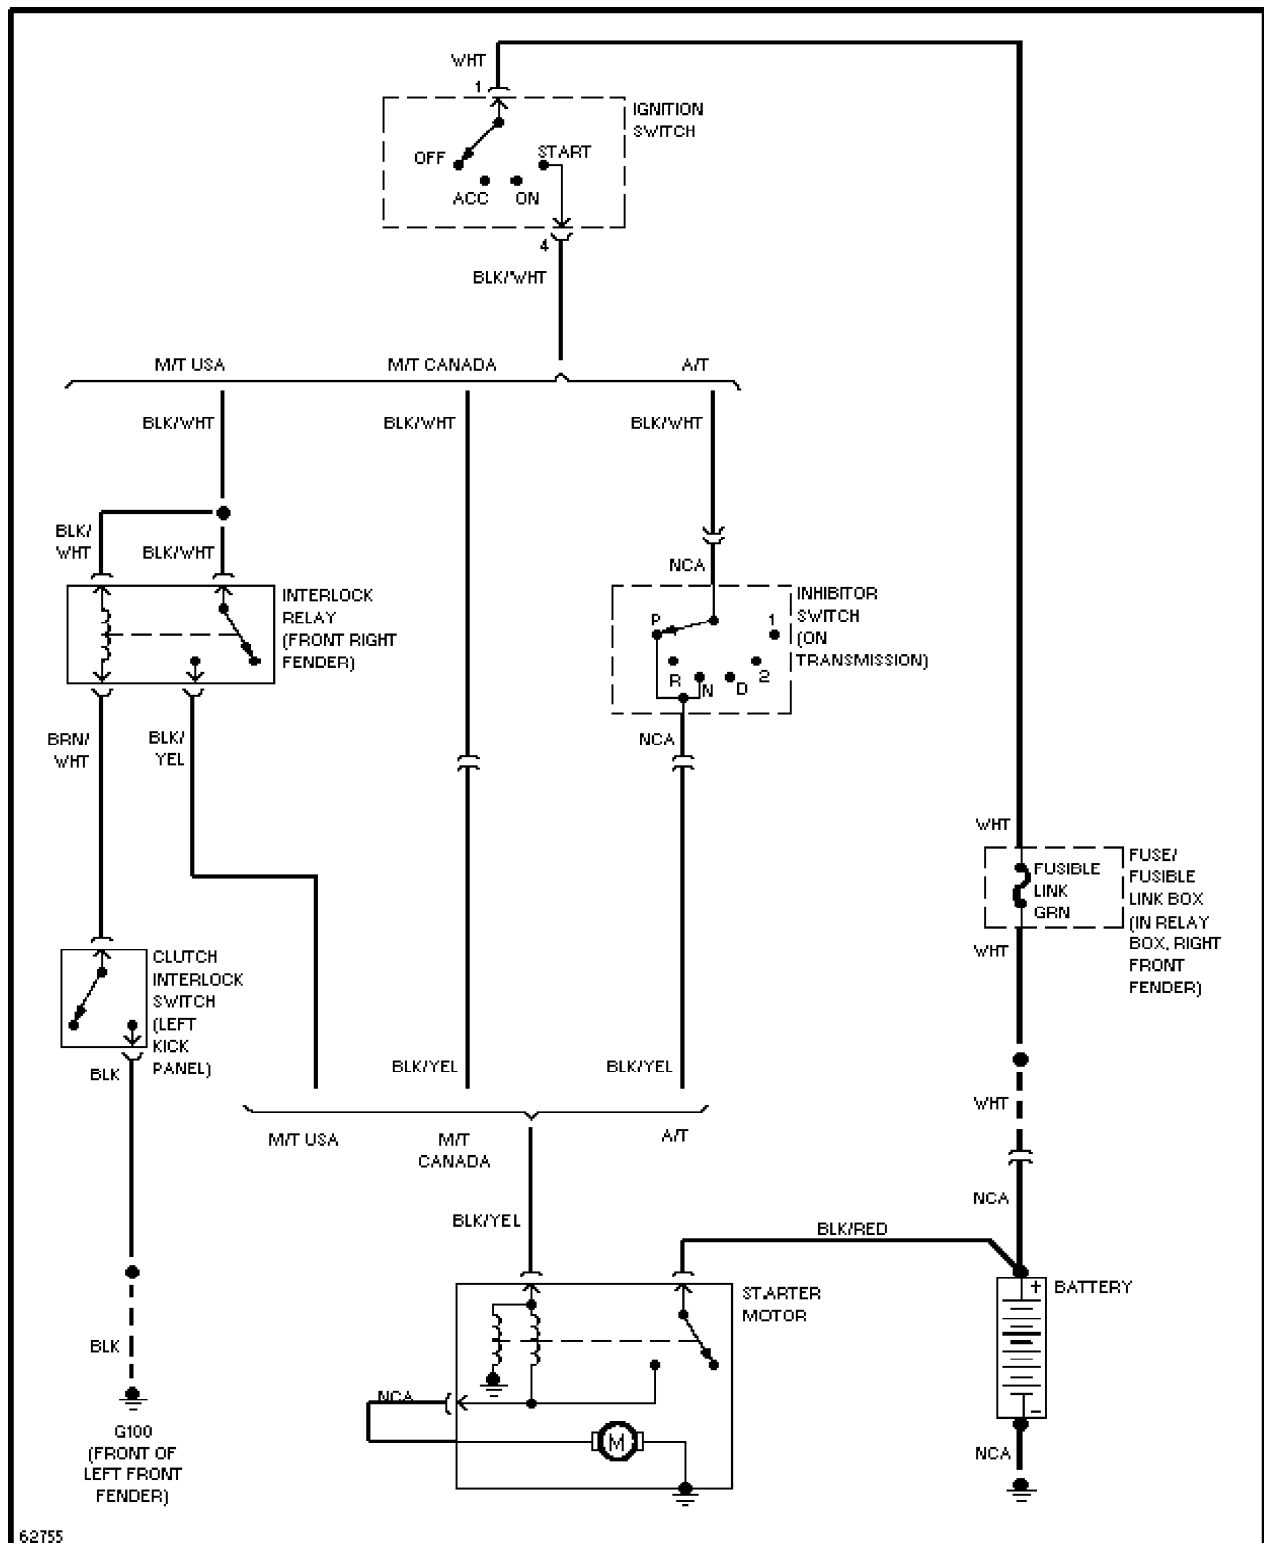 WHT
1
IGNITION
SWITCH
OFF
START
ACC
ON
4
BLK/WHT
M/T USA
M/T CANADA
A/T
BLK/WHT
BLK/WHT
BLK/WHT
BLK/
WHT
BLK/WHT
NCA
INTERLOCK
RELAY
(FRONT RIGHT
FENDER)
INHIBITOR
SWITCH
(ON
TRANSMISSION)
P
1
R
N
D
2
BRN/
WHT
BLK/
YEL
NCA
WHT
FUSIBLE
LINK
GRN
FUSE/
FUSIBLE
LINK BOX
(IN RELAY
BOX, RIGHT
FRONT
FENDER)
WHT
CLUTCH
INTERLOCK
SWITCH
(LEFT
KICK
PANEL)
BLK
BLK/YEL
BLK/YEL
WHT
M/T USA
M/T
CANADA
A/T
NCA
BLK/YEL
BLK/RED
STARTER
MOTOR
+
BATTERY
-
BLK
NCA
M
G100
(FRONT OF
LEFT FRONT
FENDER)
NCA
62755